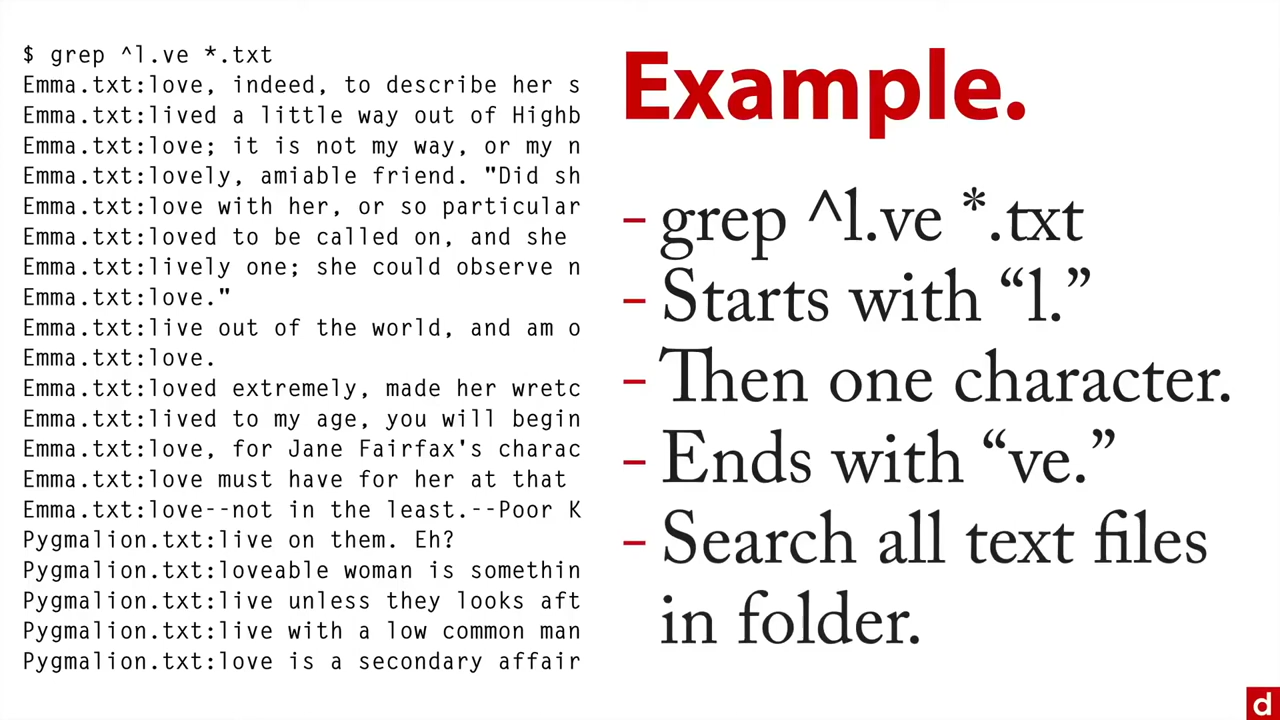 $ grep ^l.ve *.txt
Emma.txt:love, indeed, to describe her s
Emma.txt:lived a little way out of Highb
Emma.txt:love; it is not my way, or my n
Emma.txt:lovely, amiable friend. "Did sh
Emma.txt:love with her, or so particular
Emma.txt:loved to be called on, and she
Emma.txt:lively one; she could observe n
Emma.txt:love."
Emma.txt:live out of the world, and am o
Emma.txt:love.
Emma.txt:loved extremely, made her wretc
Emma.txt:lived to my age, you will begin
Emma.txt:love, for Jane Fairfax's charac
Emma.txt:love must have for her at that
Emma.txt:love--not in the least.--Poor K
Pygmalion.txt:live on them. Eh?
Pygmalion.txt:loveable woman is somethin
Pygmalion.txt:live unless they looks aft
Pygmalion.txt:live with a low common man
Pygmalion.txt:love is a secondary affair
Example.
– grep ^l.ve *.txt
– Starts with “l.”
– Then one character.
– Ends with “ve.”
– Search all text files
in folder.
d